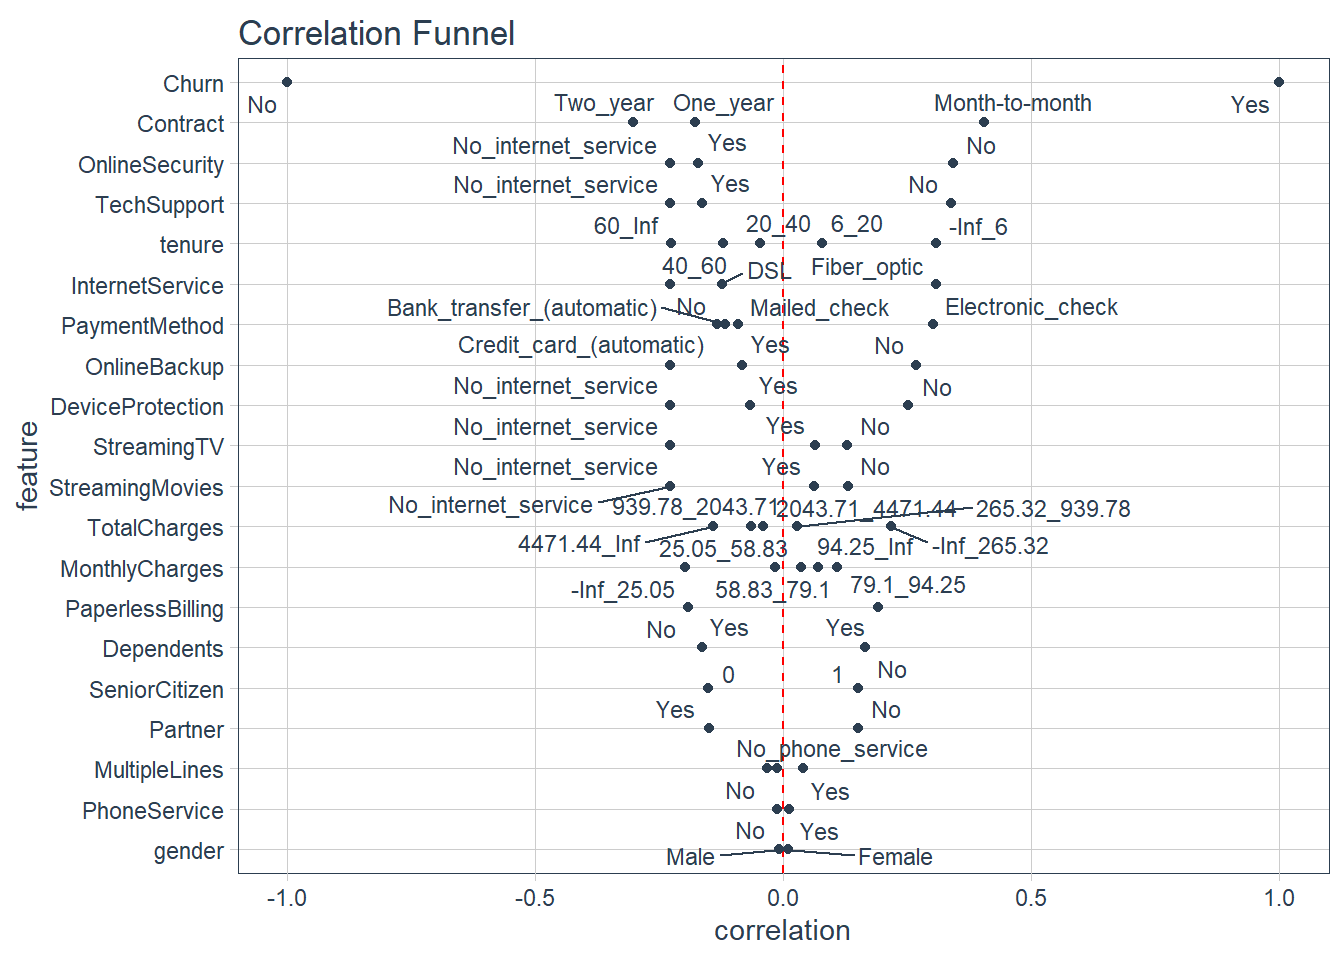 Correlation Funnel
Churn
No
Yes
Two_year
One_year
Month-to-month
Contract
No_internet_service
Yes
No
OnlineSecurity
No_internet_service
Yes
No
TechSupport
60_Inf
20_40
6_20
-Inf_6
tenure
40_60
DSL
Fiber_optic
InternetService
Bank_transfer_(automatic)
No
Mailed_check
Electronic_check
PaymentMethod
Credit_card_(automatic)
Yes
No
OnlineBackup
No_internet_service
Yes
No
DeviceProtection
No_internet_service
Yes
No
StreamingTV
No_internet_service
Yes
No
StreamingMovies
No_internet_service
939.78_2043.71
2043.71_4471.44
265.32_939.78
TotalCharges
4471.44_Inf
25.05_58.83
94.25_Inf
-Inf_265.32
MonthlyCharges
-Inf_25.05
58.83_79.1
79.1_94.25
PaperlessBilling
No
Yes
Yes
Dependents
No
0
1
SeniorCitizen
Yes
No
Partner
No_phone_service
MultipleLines
No
Yes
PhoneService
No
Yes
gender
Male
Female
-1.0
-0.5
0.0
0.5
1.0
correlation
feature